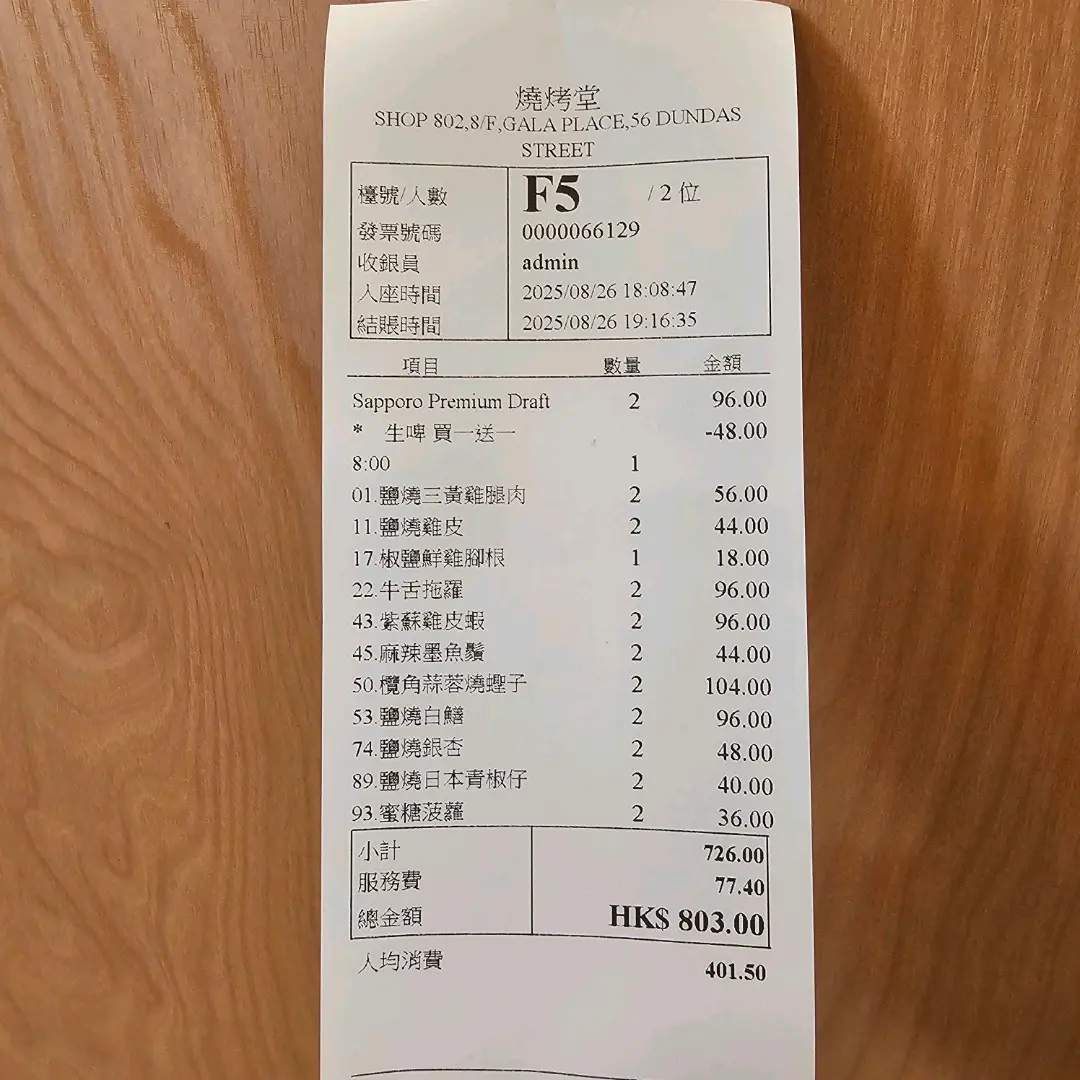 燒烤堂
SHOP 802,8/F,GALA PLACE,56 DUNDAS
STREET
檯號/人數 F5 / 2 位
發票號碼 0000066129
收銀員 admin
入座時間 2025/08/26 18:08:47
結賬時間 2025/08/26 19:16:35
項目 數量 金額
Sapporo Premium Draft 2 96.00
* 生啤 買一送一 -48.00
8:00 1
01.鹽燒三黃雞腿肉 2 56.00
11.鹽燒雞皮 2 44.00
17.椒鹽鮮雞腳根 1 18.00
22.牛舌拖羅 2 96.00
43.紫蘇雞皮蝦 2 96.00
45.麻辣墨魚鬚 2 44.00
50.欖角蒜蓉燒蟶子 2 104.00
53.鹽燒白鱔 2 96.00
74.鹽燒銀杏 2 48.00
89.鹽燒日本青椒仔 2 40.00
93.蜜糖菠蘿 2 36.00
小計 726.00
服務費 77.40
總金額 HK$ 803.00
人均消費 401.50